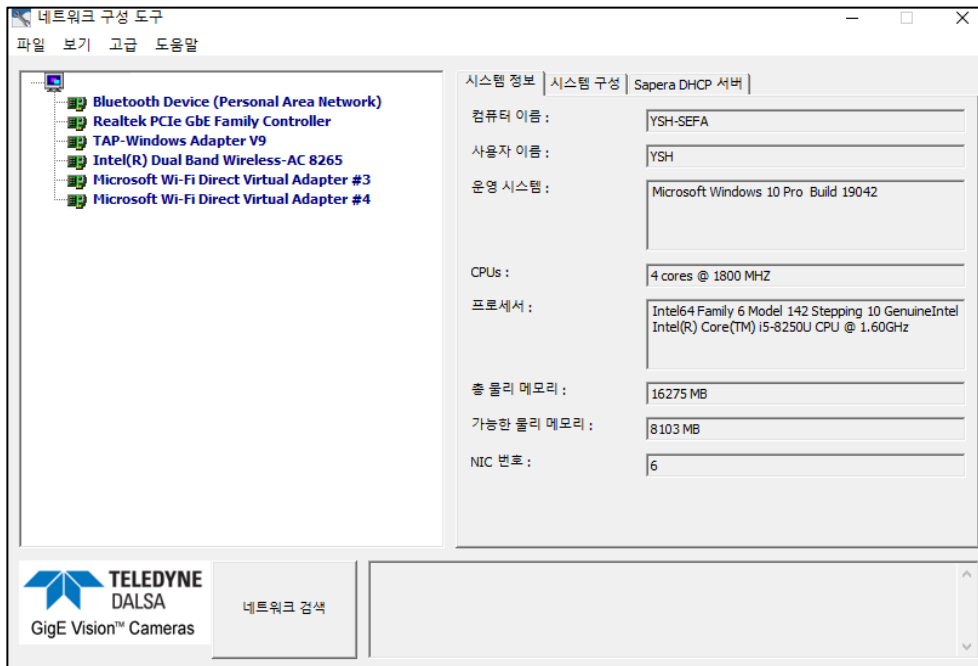 네트워크 구성 도구
파일 보기 고급 도움말
Bluetooth Device (Personal Area Network)
Realtek PCIe GbE Family Controller
TAP-Windows Adapter V9
Intel(R) Dual Band Wireless-AC 8265
Microsoft Wi-Fi Direct Virtual Adapter #3
Microsoft Wi-Fi Direct Virtual Adapter #4
시스템 정보 시스템 구성 Sapera DHCP 서버
컴퓨터 이름 : YSH-SEFA
사용자 이름 : YSH
운영 시스템 : Microsoft Windows 10 Pro Build 19042
CPUs : 4 cores @ 1800 MHZ
프로세서 : Intel64 Family 6 Model 142 Stepping 10 GenuineIntel
Intel(R) Core(TM) i5-8250U CPU @ 1.60GHz
총 물리 메모리 : 16275 MB
가능한 물리 메모리 : 8103 MB
NIC 번호 : 6
TELEDYNE
DALSA
GigE Vision™ Cameras
네트워크 검색